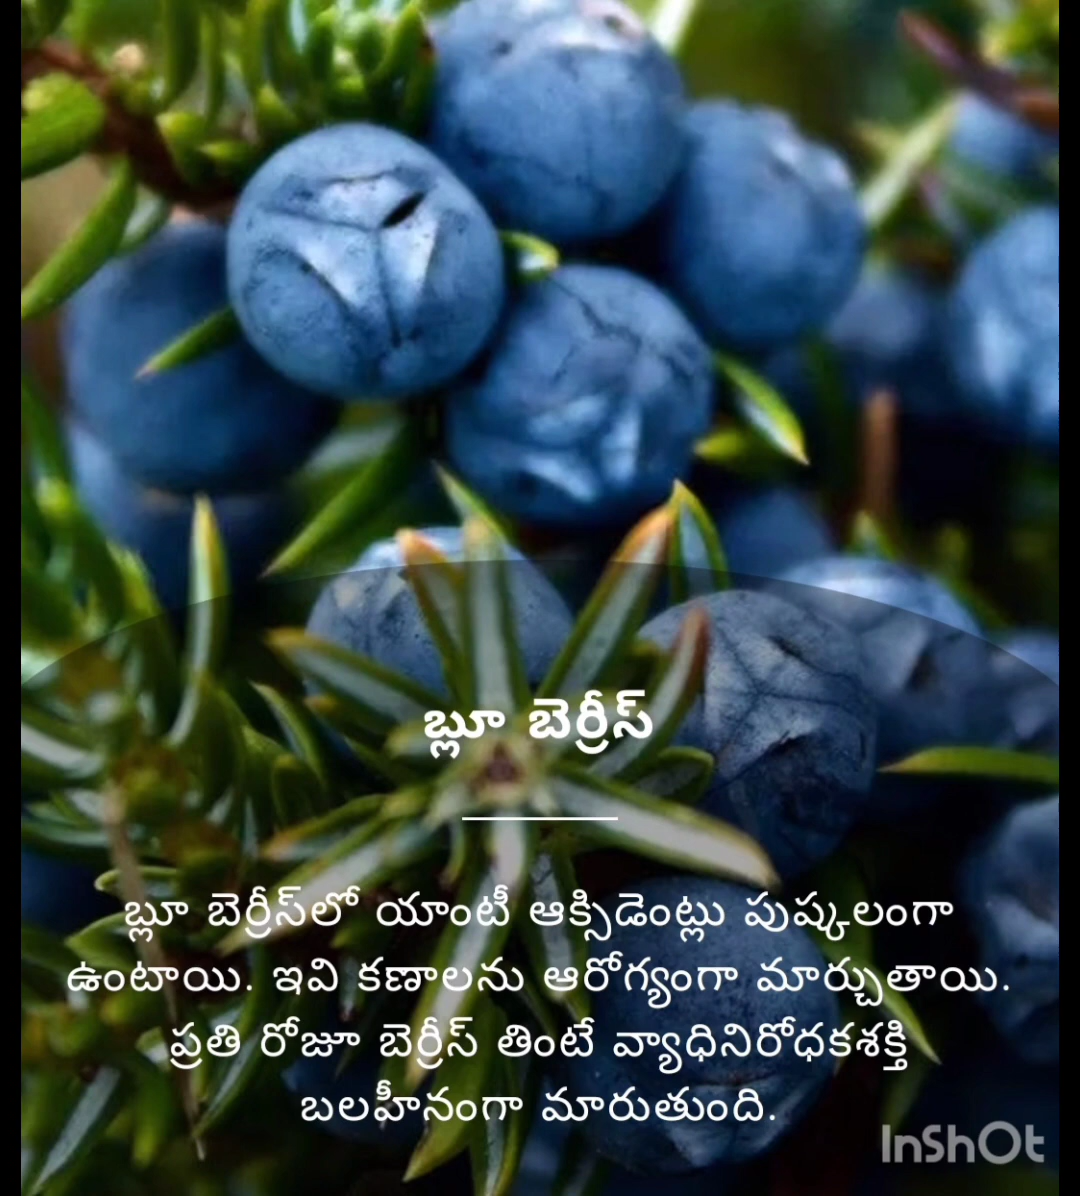 బ్లూ బెర్రీస్
బ్లూ బెర్రీస్‌లో యాంటీ ఆక్సిడెంట్లు పుష్కలంగా
ఉంటాయి. ఇవి కణాలను ఆరోగ్యంగా మార్చుతాయి.
ప్రతి రోజూ బెర్రీస్ తింటే వ్యాధినిరోధకశక్తి
బలహీనంగా మారుతుంది.
InShOt